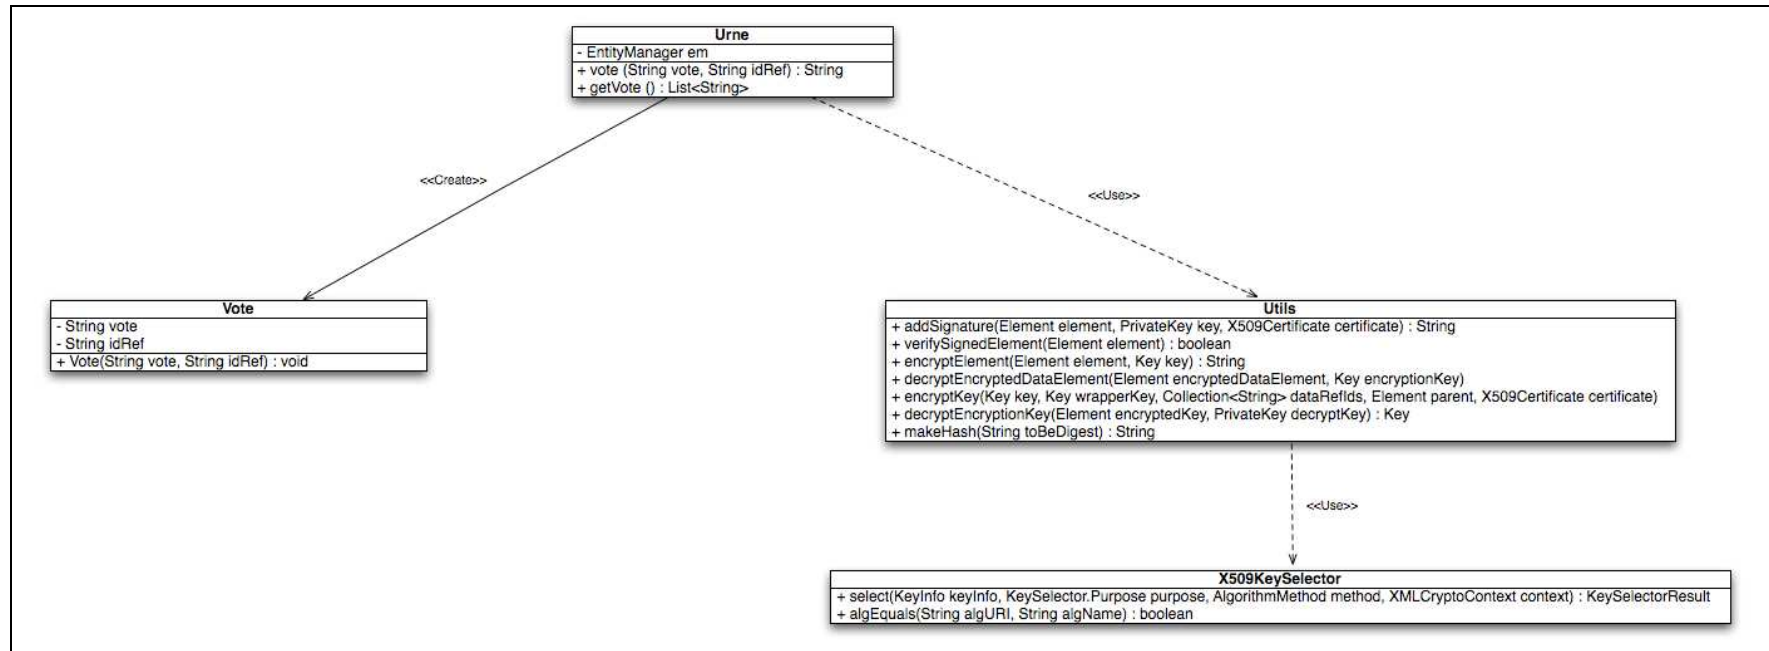 Urne
- EntityManager em
+ vote (String vote, String idRef) : String
+ getVote () : List<String>
<<Create>>
<<Use>>
Vote
- String vote
- String idRef
+ Vote(String vote, String idRef) : void
Utils
+ addSignature(Element element, PrivateKey key, X509Certificate certificate) : String
+ verifySignedElement(Element element) : boolean
+ encryptElement(Element element, Key key) : String
+ decryptEncryptedDataElement(Element encryptedDataElement, Key encryptionKey)
+ encryptKey(Key key, Key wrapperKey, Collection<String> dataRefIds, Element parent, X509Certificate certificate)
+ decryptEncryptionKey(Element encryptedKey, PrivateKey decryptKey) : Key
+ makeHash(String toBeDigest) : String
<<Use>>
X509KeySelector
+ select(KeyInfo keyInfo, KeySelector.Purpose purpose, AlgorithmMethod method, XMLCryptoContext context) : KeySelectorResult
+ algEquals(String algURI, String algName) : boolean